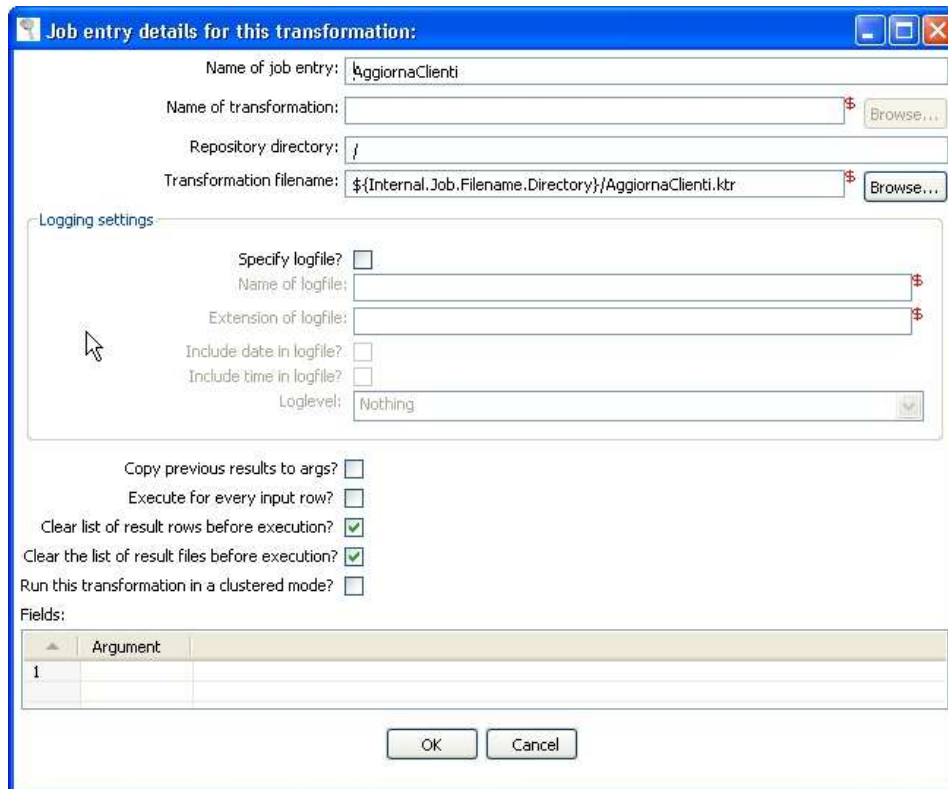 Job entry details for this transformation:
Name of job entry: AggiornaClienti
Name of transformation: $ Browse...
Repository directory: /
Transformation filename: ${Internal.Job.Filename.Directory}/AggiornaClienti.ktr $ Browse...
Logging settings
Specify logfile?
Name of logfile: $
Extension of logfile: $
Include date in logfile?
Include time in logfile?
Loglevel: Nothing
Copy previous results to args?
Execute for every input row?
Clear list of result rows before execution?
Clear the list of result files before execution?
Run this transformation in a clustered mode?
Fields:
Argument
1
OK Cancel